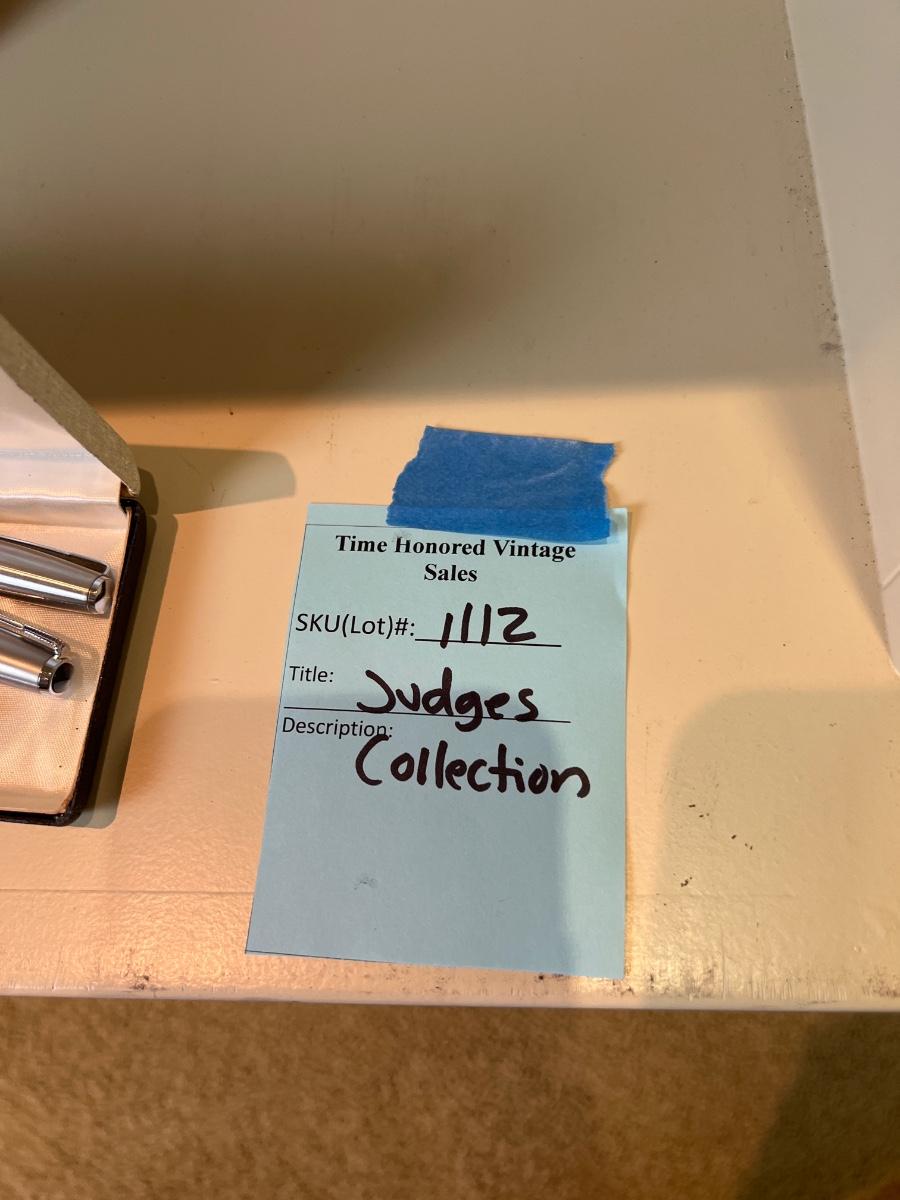 Time Honored Vintage
Sales
SKU(Lot)#: 1112
Title: Judges
Description:
Collection